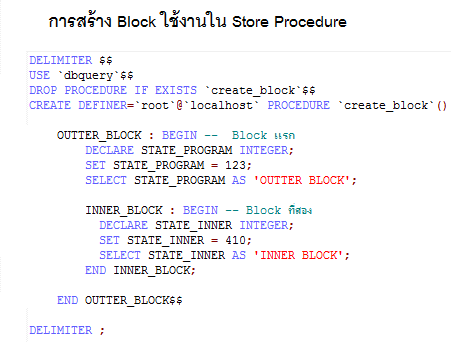 การสร้าง Block ใช้งานใน Store Procedure
DELIMITER $$
USE `dbquery`$$
DROP PROCEDURE IF EXISTS `create_block`$$
CREATE DEFINER=`root`@`localhost` PROCEDURE `create_block`()
OUTTER_BLOCK : BEGIN -- Block แรก
DECLARE STATE_PROGRAM INTEGER;
SET STATE_PROGRAM = 123;
SELECT STATE_PROGRAM AS 'OUTTER BLOCK';
INNER_BLOCK : BEGIN -- Block ที่สอง
DECLARE STATE_INNER INTEGER;
SET STATE_INNER = 410;
SELECT STATE_INNER AS 'INNER BLOCK';
END INNER_BLOCK;
END OUTTER_BLOCK$$
DELIMITER ;